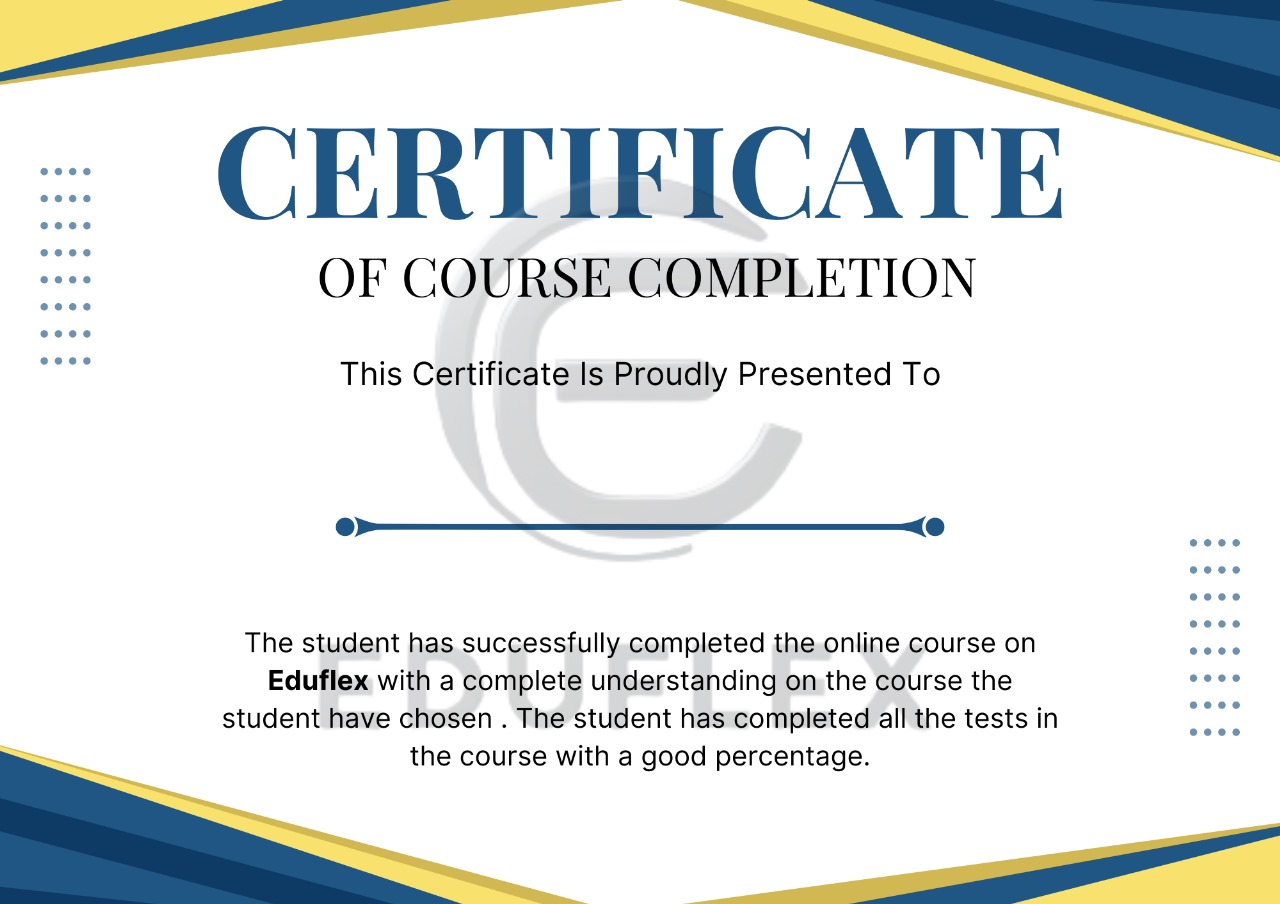 CERTIFICATE
OF COURSE COMPLETION
This Certificate Is Proudly Presented To
The student has successfully completed the online course on
Eduflex with a complete understanding on the course the
EDUFLEX
student have chosen . The student has completed all the tests in
the course with a good percentage.